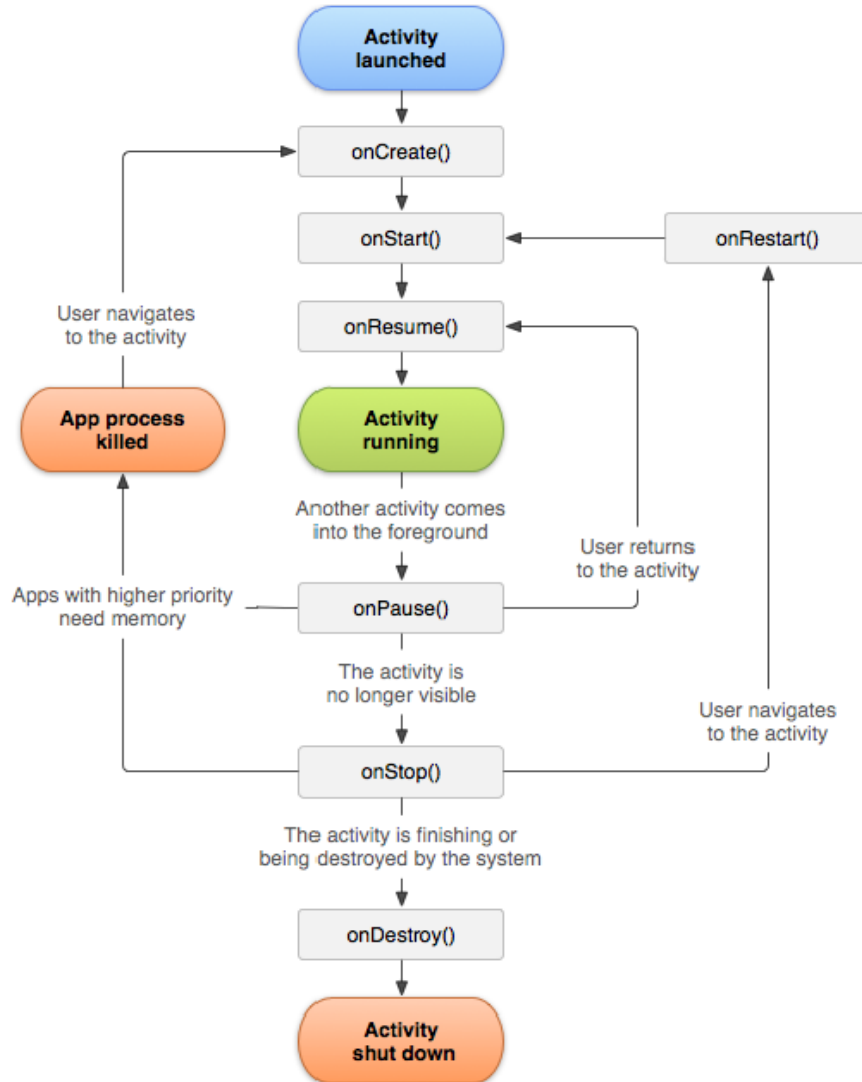 Activity
launched
onCreate()
onStart()
onRestart()
User navigates
to the activity
onResume()
App process
killed
Activity
running
Another activity comes
into the foreground
User returns
to the activity
Apps with higher priority
need memory
onPause()
The activity is
no longer visible
User navigates
to the activity
onStop()
The activity is finishing or
being destroyed by the system
onDestroy()
Activity
shut down